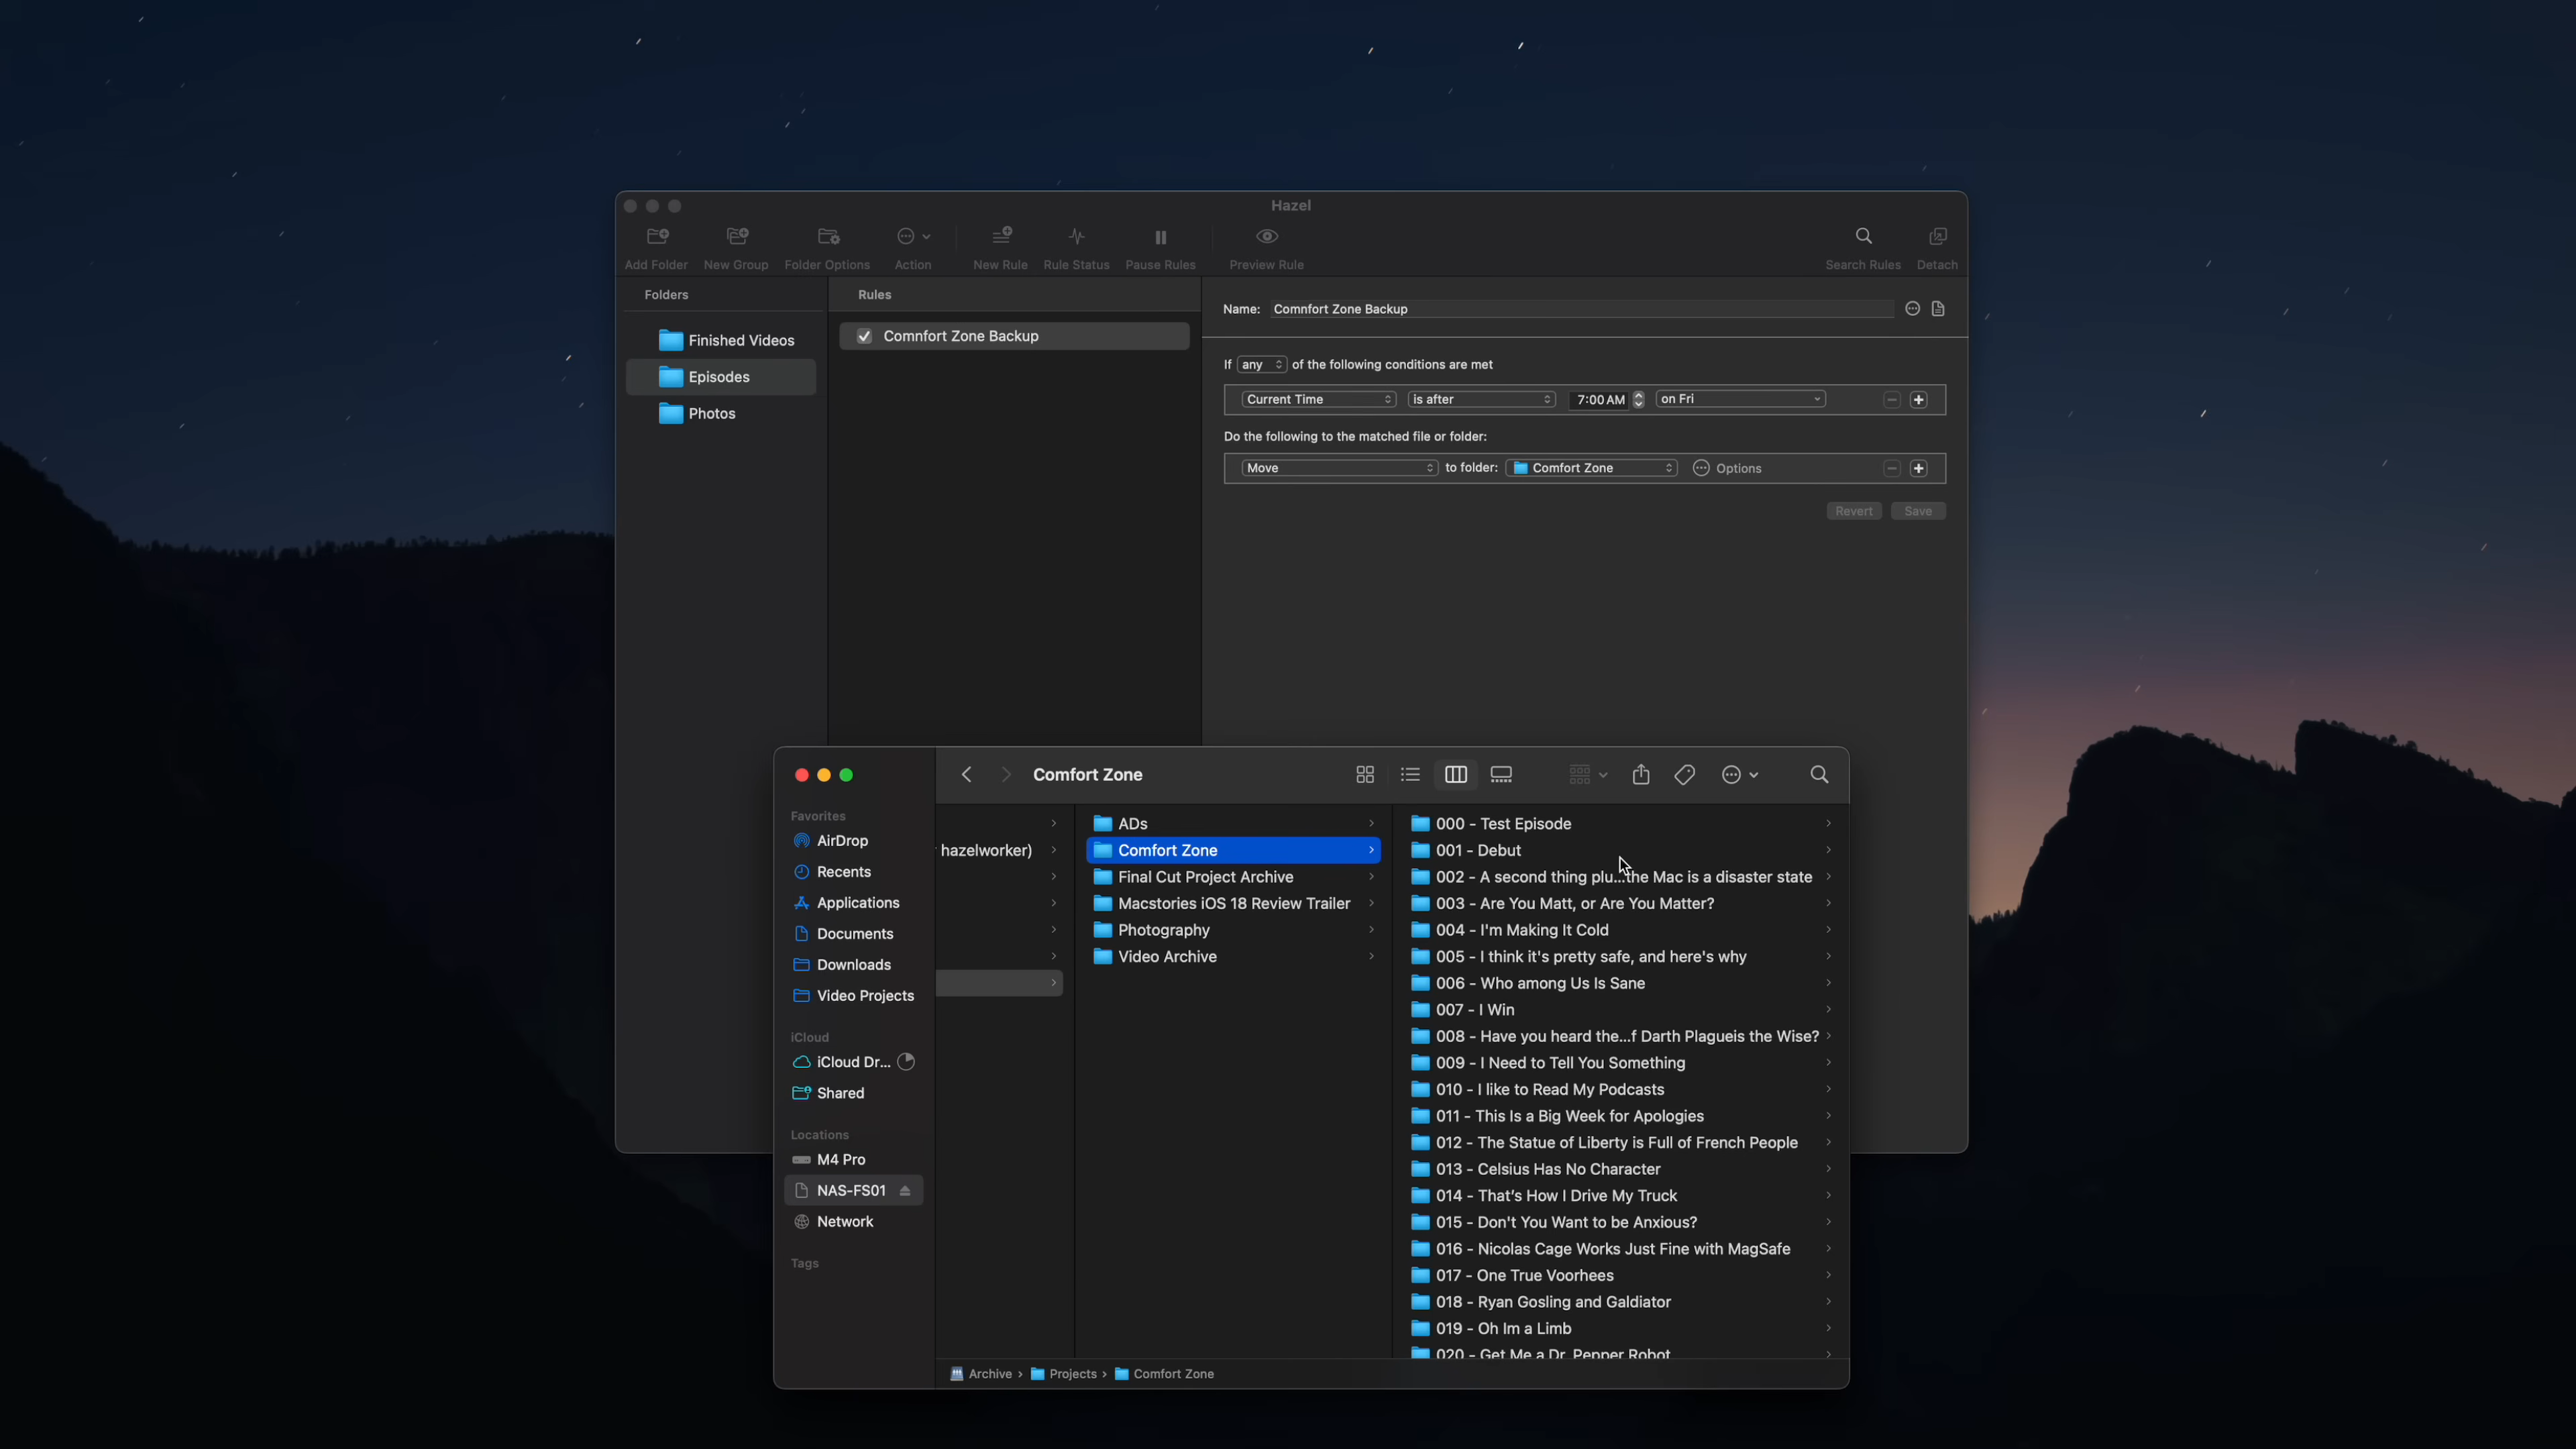 Hazel
Add Folder New Group Folder Options Action New Rule Rule Status Pause Rules Preview Rule Search Rules Detach
Folders
Finished Videos
Episodes
Photos
Rules
Comnfort Zone Backup
Name: Comnfort Zone Backup
If any of the following conditions are met
Current Time is after 7:00 AM on Fri
Do the following to the matched file or folder:
Move to folder: Comfort Zone Options
Revert Save
Comfort Zone
Favorites
AirDrop
Recents
Applications
Documents
Downloads
Video Projects
iCloud
iCloud Dr...
Shared
Locations
M4 Pro
NAS-FS01
Network
Tags
hazelworker)
ADs
Comfort Zone
Final Cut Project Archive
Macstories iOS 18 Review Trailer
Photography
Video Archive
000 - Test Episode
001 - Debut
002 - A second thing plu...the Mac is a disaster state
003 - Are You Matt, or Are You Matter?
004 - I'm Making It Cold
005 - I think it's pretty safe, and here's why
006 - Who among Us Is Sane
007 - I Win
008 - Have you heard the...f Darth Plagueis the Wise?
009 - I Need to Tell You Something
010 - I like to Read My Podcasts
011 - This Is a Big Week for Apologies
012 - The Statue of Liberty is Full of French People
013 - Celsius Has No Character
014 - That's How I Drive My Truck
015 - Don't You Want to be Anxious?
016 - Nicolas Cage Works Just Fine with MagSafe
017 - One True Voorhees
018 - Ryan Gosling and Galdiator
019 - Oh Im a Limb
020 - Get Me a Dr. Pepper Robot
Archive › Projects › Comfort Zone